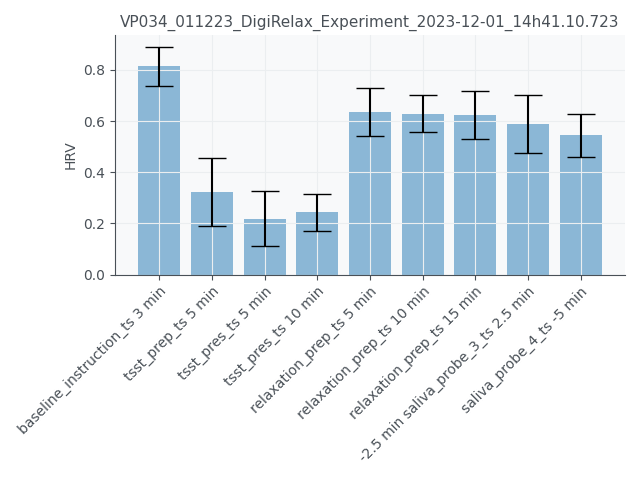 VP034_011223_DigiRelax_Experiment_2023-12-01_14h41.10.723
HRV
0.8
0.6
0.4
0.2
0.0
baseline_instruction_ts 3 min
tsst_prep_ts 5 min
tsst_pres_ts 5 min
tsst_pres_ts 10 min
relaxation_prep_ts 5 min
relaxation_prep_ts 10 min
relaxation_prep_ts 15 min
-2.5 min saliva_probe_3_ts 2.5 min
saliva_probe_4_ts -5 min